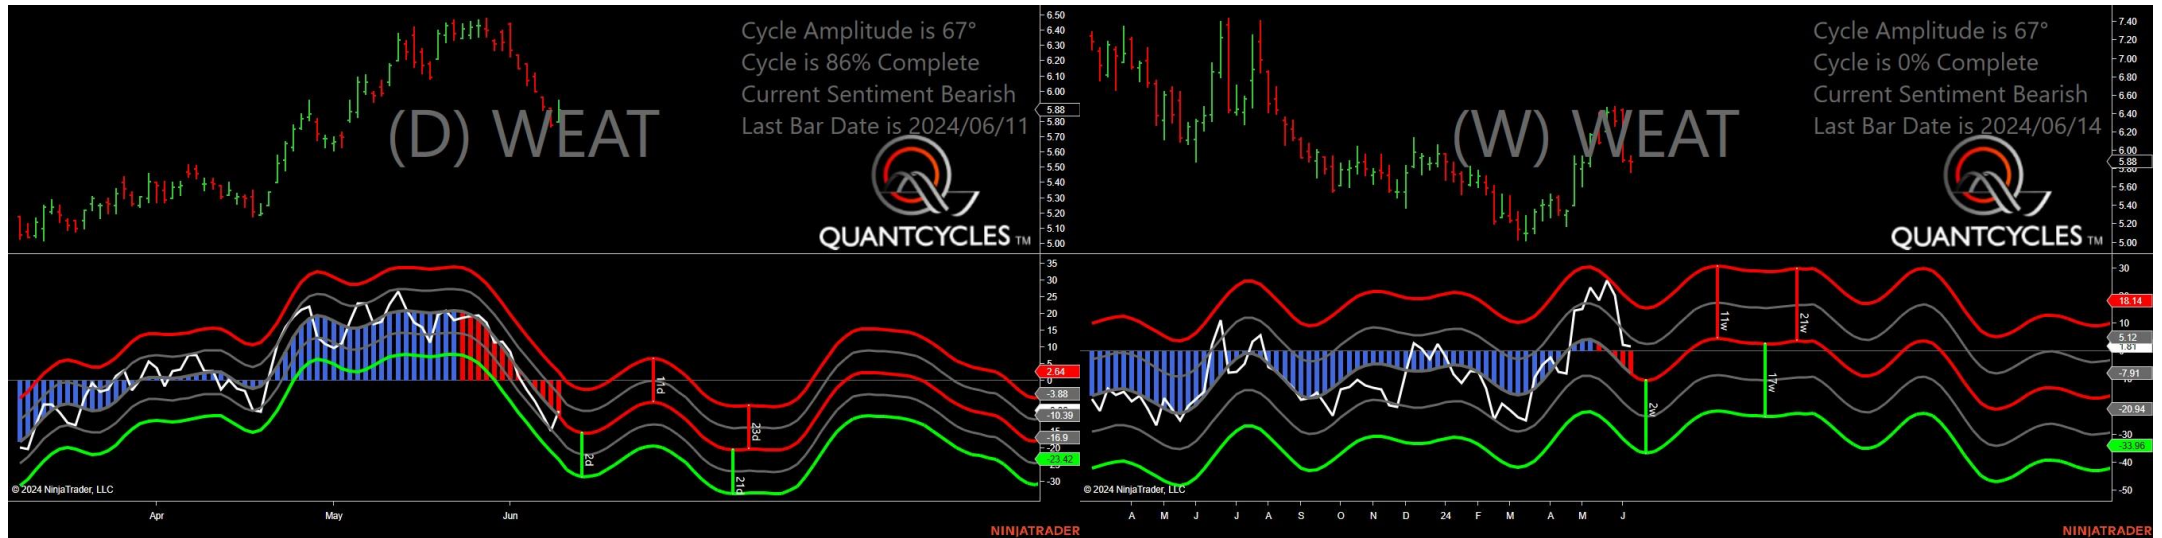 Cycle Amplitude is 67°
Cycle is 86% Complete
Current Sentiment Bearish
Last Bar Date is 2024/06/11
(D) WEAT
QUANTCYCLES TM
6.50
6.40
6.30
6.20
6.10
6.00
5.88
5.80
5.70
5.60
5.50
5.40
5.30
5.20
5.10
5.00
35
30
25
20
15
10
5
2.64
0
-3.88
-10.39
-15
-16.9
-20
-23.42
-30
11d
2d
23d
21d
© 2024 NinjaTrader, LLC
Apr May Jun
NINJATRADER
Cycle Amplitude is 67°
Cycle is 0% Complete
Current Sentiment Bearish
Last Bar Date is 2024/06/14
(W) WEAT
QUANTCYCLES TM
7.40
7.20
7.00
6.80
6.60
6.40
6.20
6.00
5.88
5.80
5.60
5.40
5.20
5.00
30
18.14
10
5.12
1.81
-7.91
-20.94
-30
-33.96
-40
-50
11w
21w
2w
17w
© 2024 NinjaTrader, LLC
A M J J A S O N D 24 F M A M J
NINJATRADER